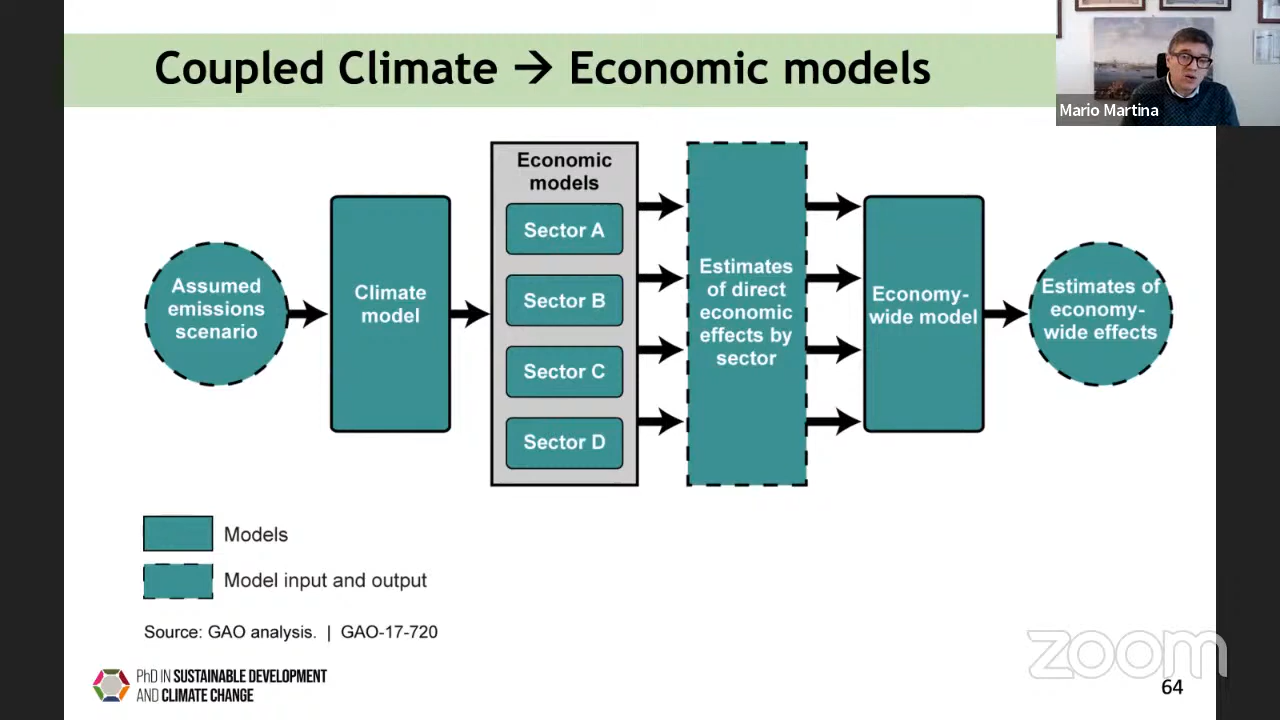 Coupled Climate → Economic models
Mario Martina
Assumed
emissions
scenario
Climate
model
Economic
models
Sector A
Sector B
Sector C
Sector D
Estimates
of direct
economic
effects by
sector
Economy-
wide model
Estimates of
economy-
wide effects
Models
Model input and output
Source: GAO analysis. | GAO-17-720
PhD IN SUSTAINABLE DEVELOPMENT
AND CLIMATE CHANGE
zoom
64